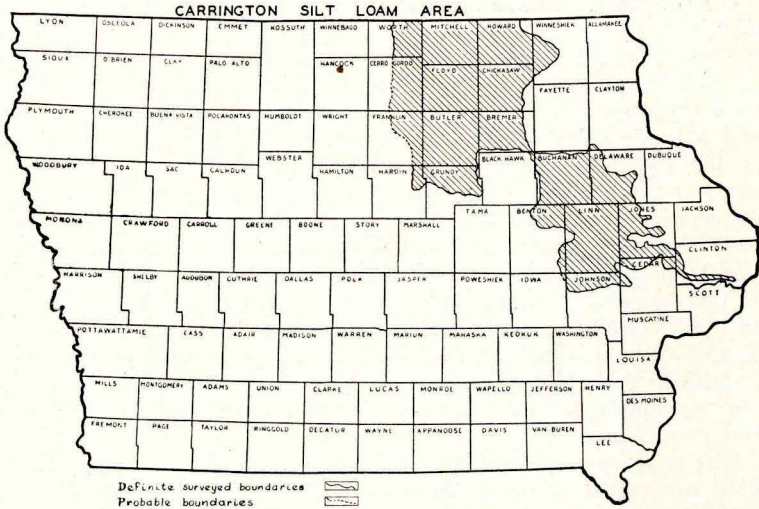 CARRINGTON SILT LOAM AREA
LYON OSCEOLA DICKINSON EMMET KOSSUTH WINNEBAGO WORTH MITCHELL HOWARD WINNESHIEK ALLAMAKEE
SIOUX O'BRIEN CLAY PALO ALTO HANCOCK CERRO GORDO FLOYD CHICKASAW
FAYETTE CLAYTON
PLYMOUTH CHEROKEE BUENA VISTA POCAHONTAS HUMBOLDT WRIGHT FRANKLIN BUTLER BREMER
WEBSTER BLACK HAWK BUCHANAN DELAWARE DUBUQUE
WOODBURY IDA SAC CALHOUN HAMILTON HARDIN GRUNDY
TAMA BENTON LINN JONES JACKSON
MONONA CRAWFORD CARROLL GREENE BOONE STORY MARSHALL
CLINTON
CEDAR
HARRISON SHELBY AUDUBON GUTHRIE DALLAS POLK JASPER POWESHIEK IOWA JOHNSON
SCOTT
MUSCATINE
POTTAWATTAMIE CASS ADAIR MADISON WARREN MARIUN MAHASKA KEOKUK WASHINGTON
LOUISA
MILLS MONTGOMERY ADAMS UNION CLARKE LUCAS MONROE WAPELLO JEFFERSON HENRY
DES MOINES
FREMONT PAGE TAYLOR RINGGOLD DECATUR WAYNE APPANOOSE DAVIS VAN BUREN
LEE
Definite surveyed boundaries
Probable boundaries